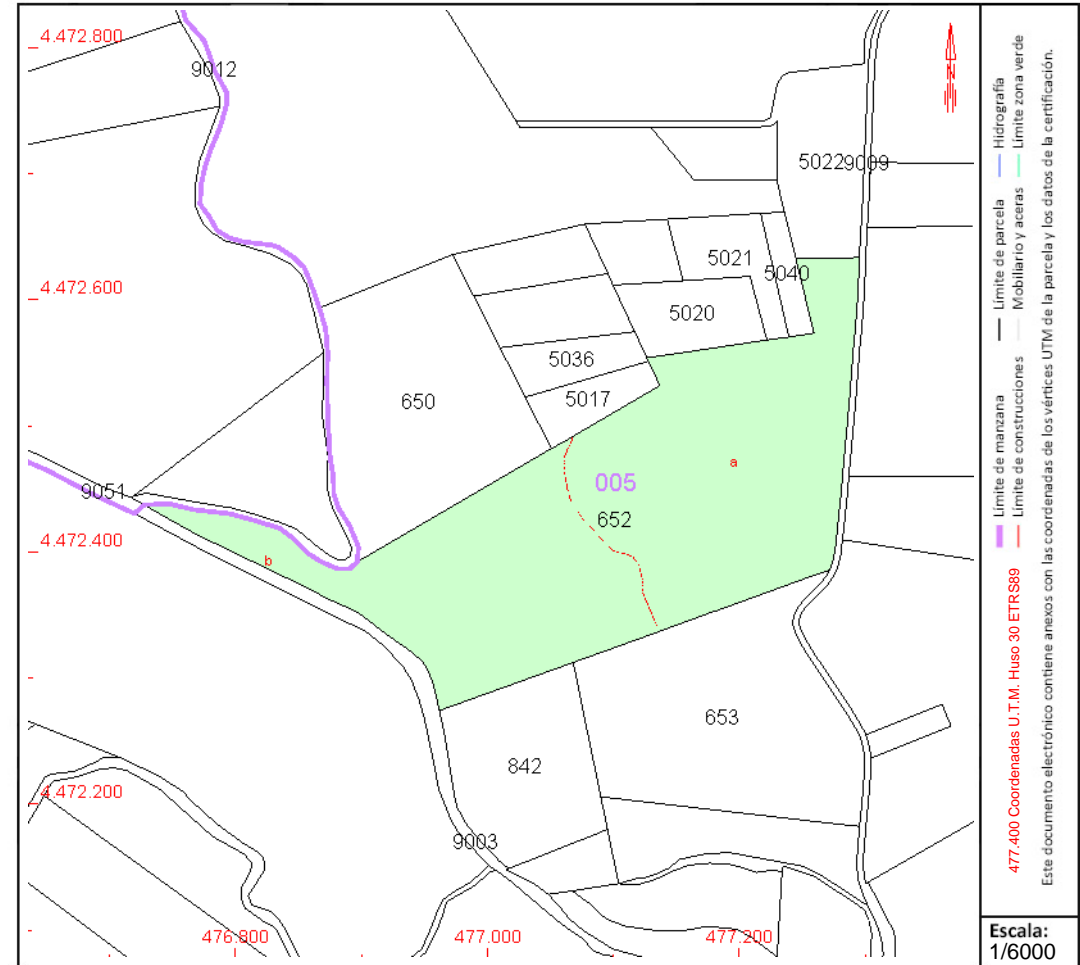 4.472.800
9012
5022
9009
5021
5040
4.472.600
5020
5036
5017
650
a
005
652
9051
4.472.400
b
653
842
4.472.200
9003
476.800
477.000
477.200
N
Límite de manzana
Límite de parcela
Hidrografía
Límite de construcciones
Mobiliario y aceras
Límite zona verde
477.400 Coordenadas U.T.M. Huso 30 ETRS89
Este documento electrónico contiene anexos con las coordenadas de los vértices UTM de la parcela y los datos de la certificación.
Escala:
1/6000